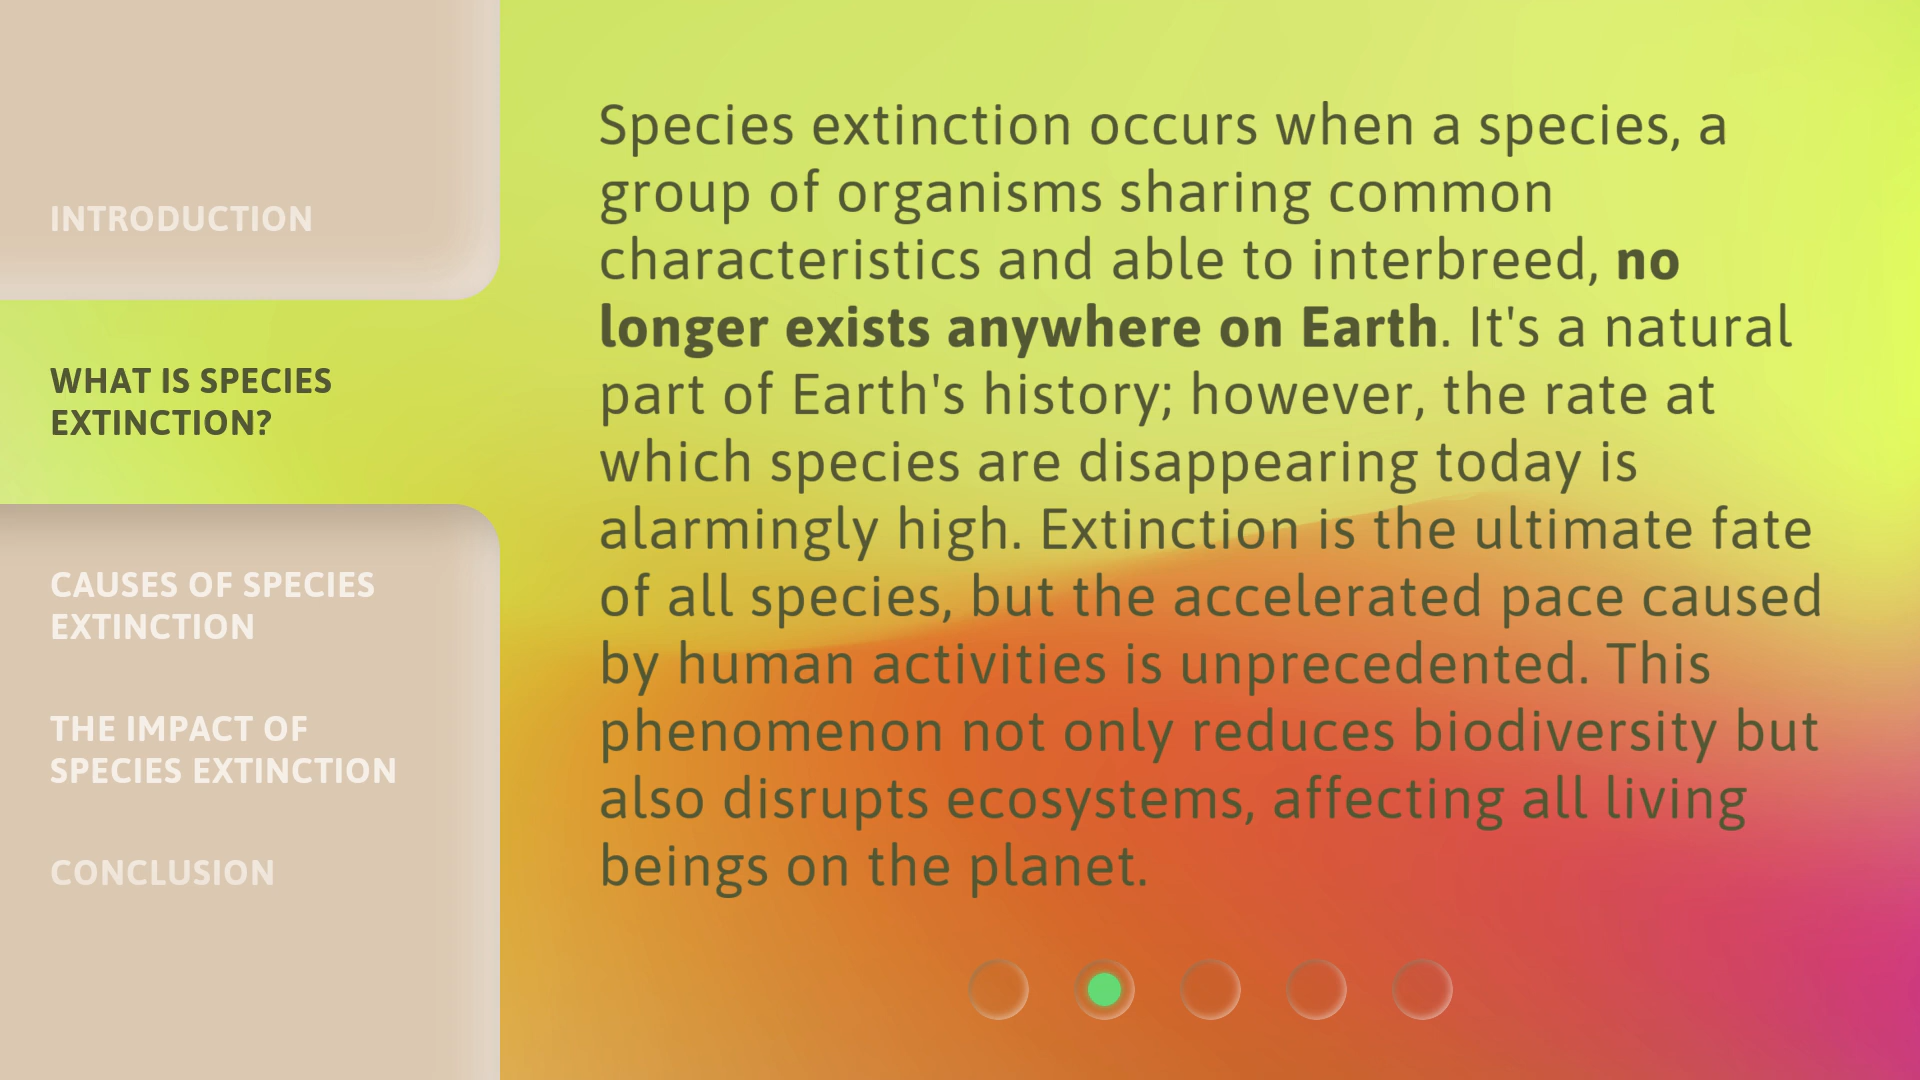 INTRODUCTION
WHAT IS SPECIES
EXTINCTION?
CAUSES OF SPECIES
EXTINCTION
THE IMPACT OF
SPECIES EXTINCTION
CONCLUSION
Species extinction occurs when a species, a
group of organisms sharing common
characteristics and able to interbreed, no
longer exists anywhere on Earth. It's a natural
part of Earth's history; however, the rate at
which species are disappearing today is
alarmingly high. Extinction is the ultimate fate
of all species, but the accelerated pace caused
by human activities is unprecedented. This
phenomenon not only reduces biodiversity but
also disrupts ecosystems, affecting all living
beings on the planet.